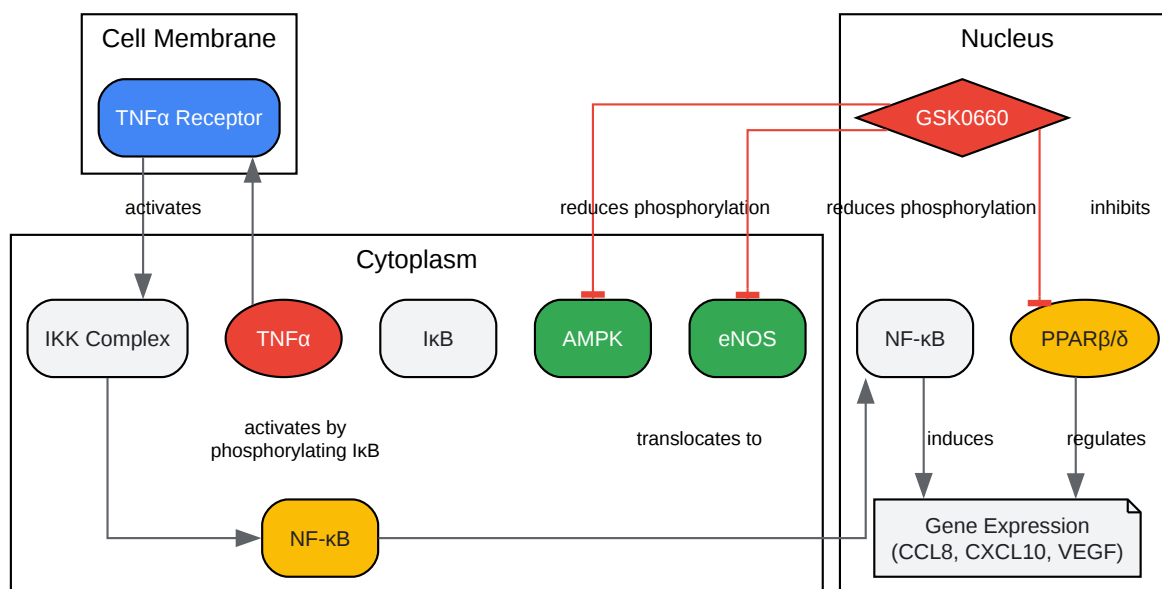 Cell Membrane
Nucleus
TNFα Receptor
GSK0660
activates
reduces phosphorylation
reduces phosphorylation
inhibits
Cytoplasm
IKK Complex
TNFα
IκB
AMPK
eNOS
NF-κB
PPARβ/δ
activates by
phosphorylating IκB
translocates to
induces
regulates
NF-κB
Gene Expression
(CCL8, CXCL10, VEGF)